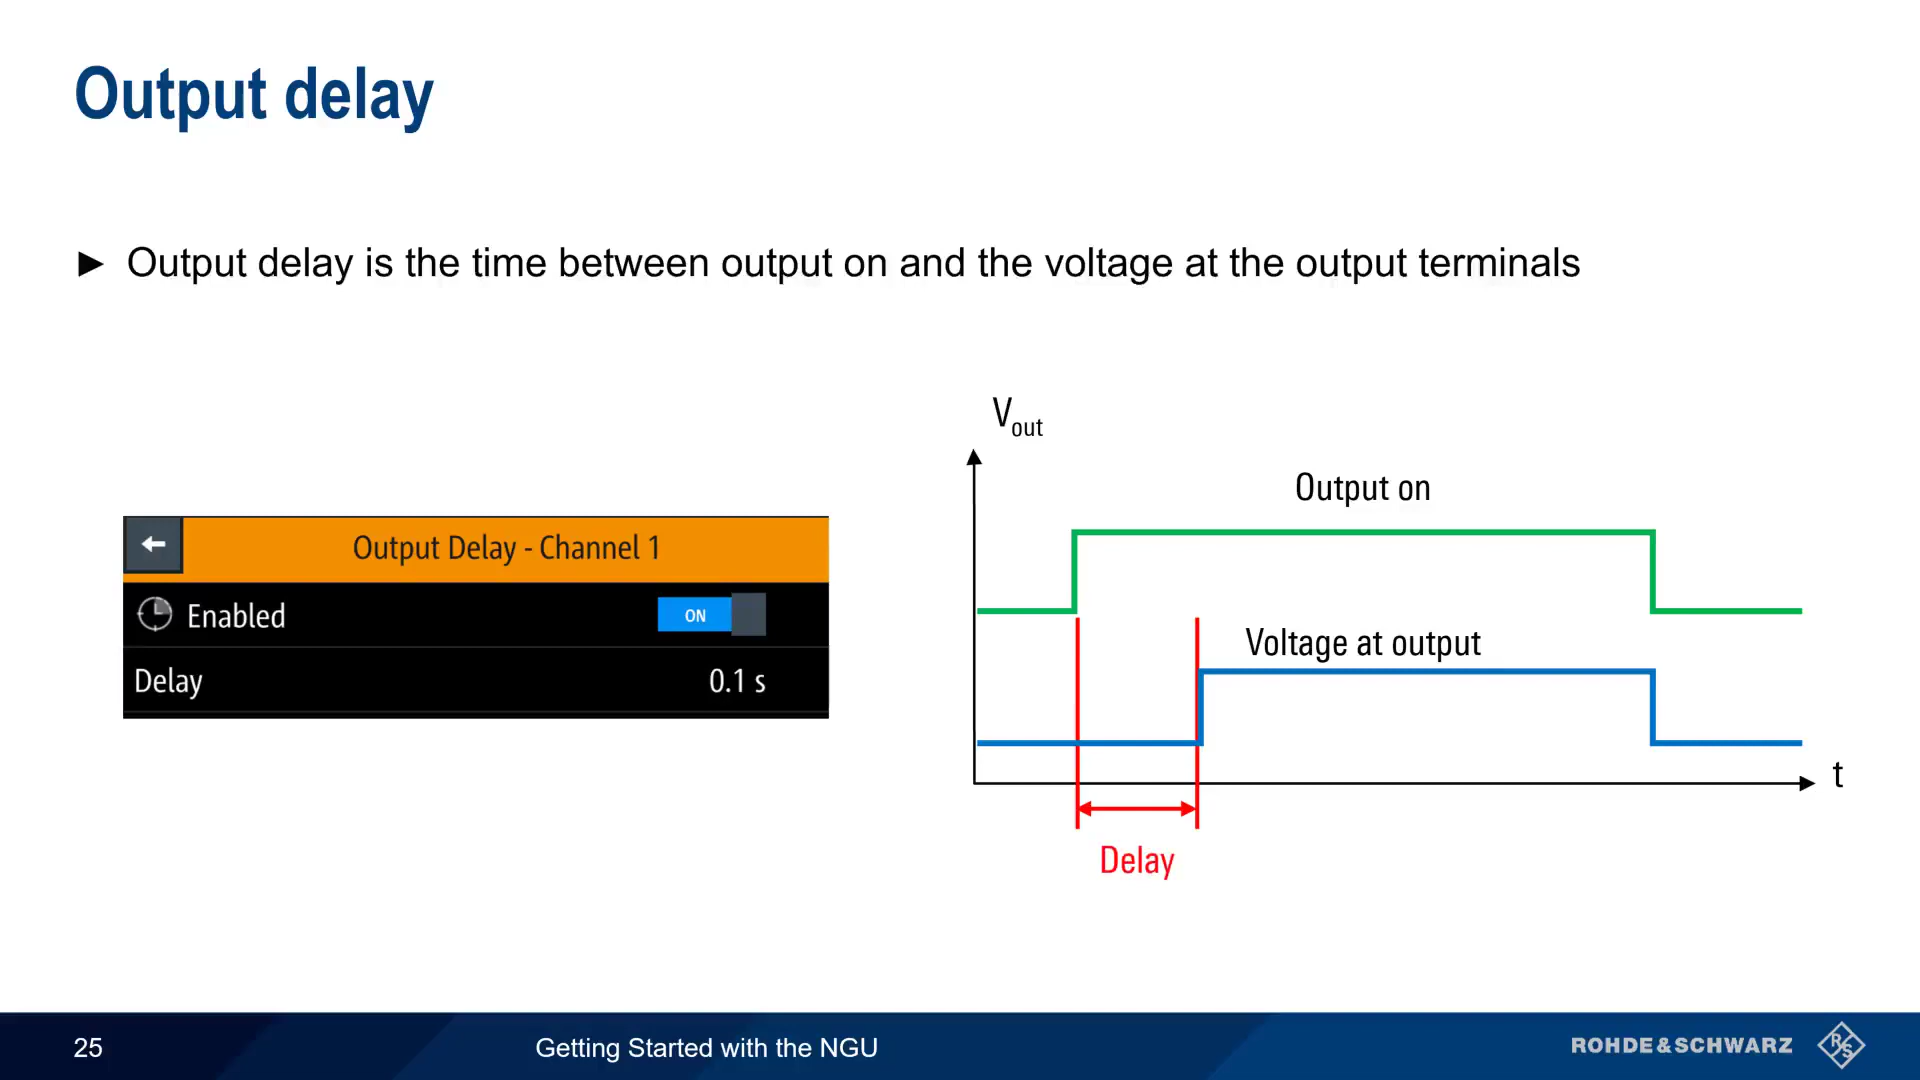 Output delay
► Output delay is the time between output on and the voltage at the output terminals
Vout
Output on
Output Delay - Channel 1
Enabled
ON
Voltage at output
Delay
0.1 s
t
Delay
25
Getting Started with the NGU
ROHDE&SCHWARZ
R&S